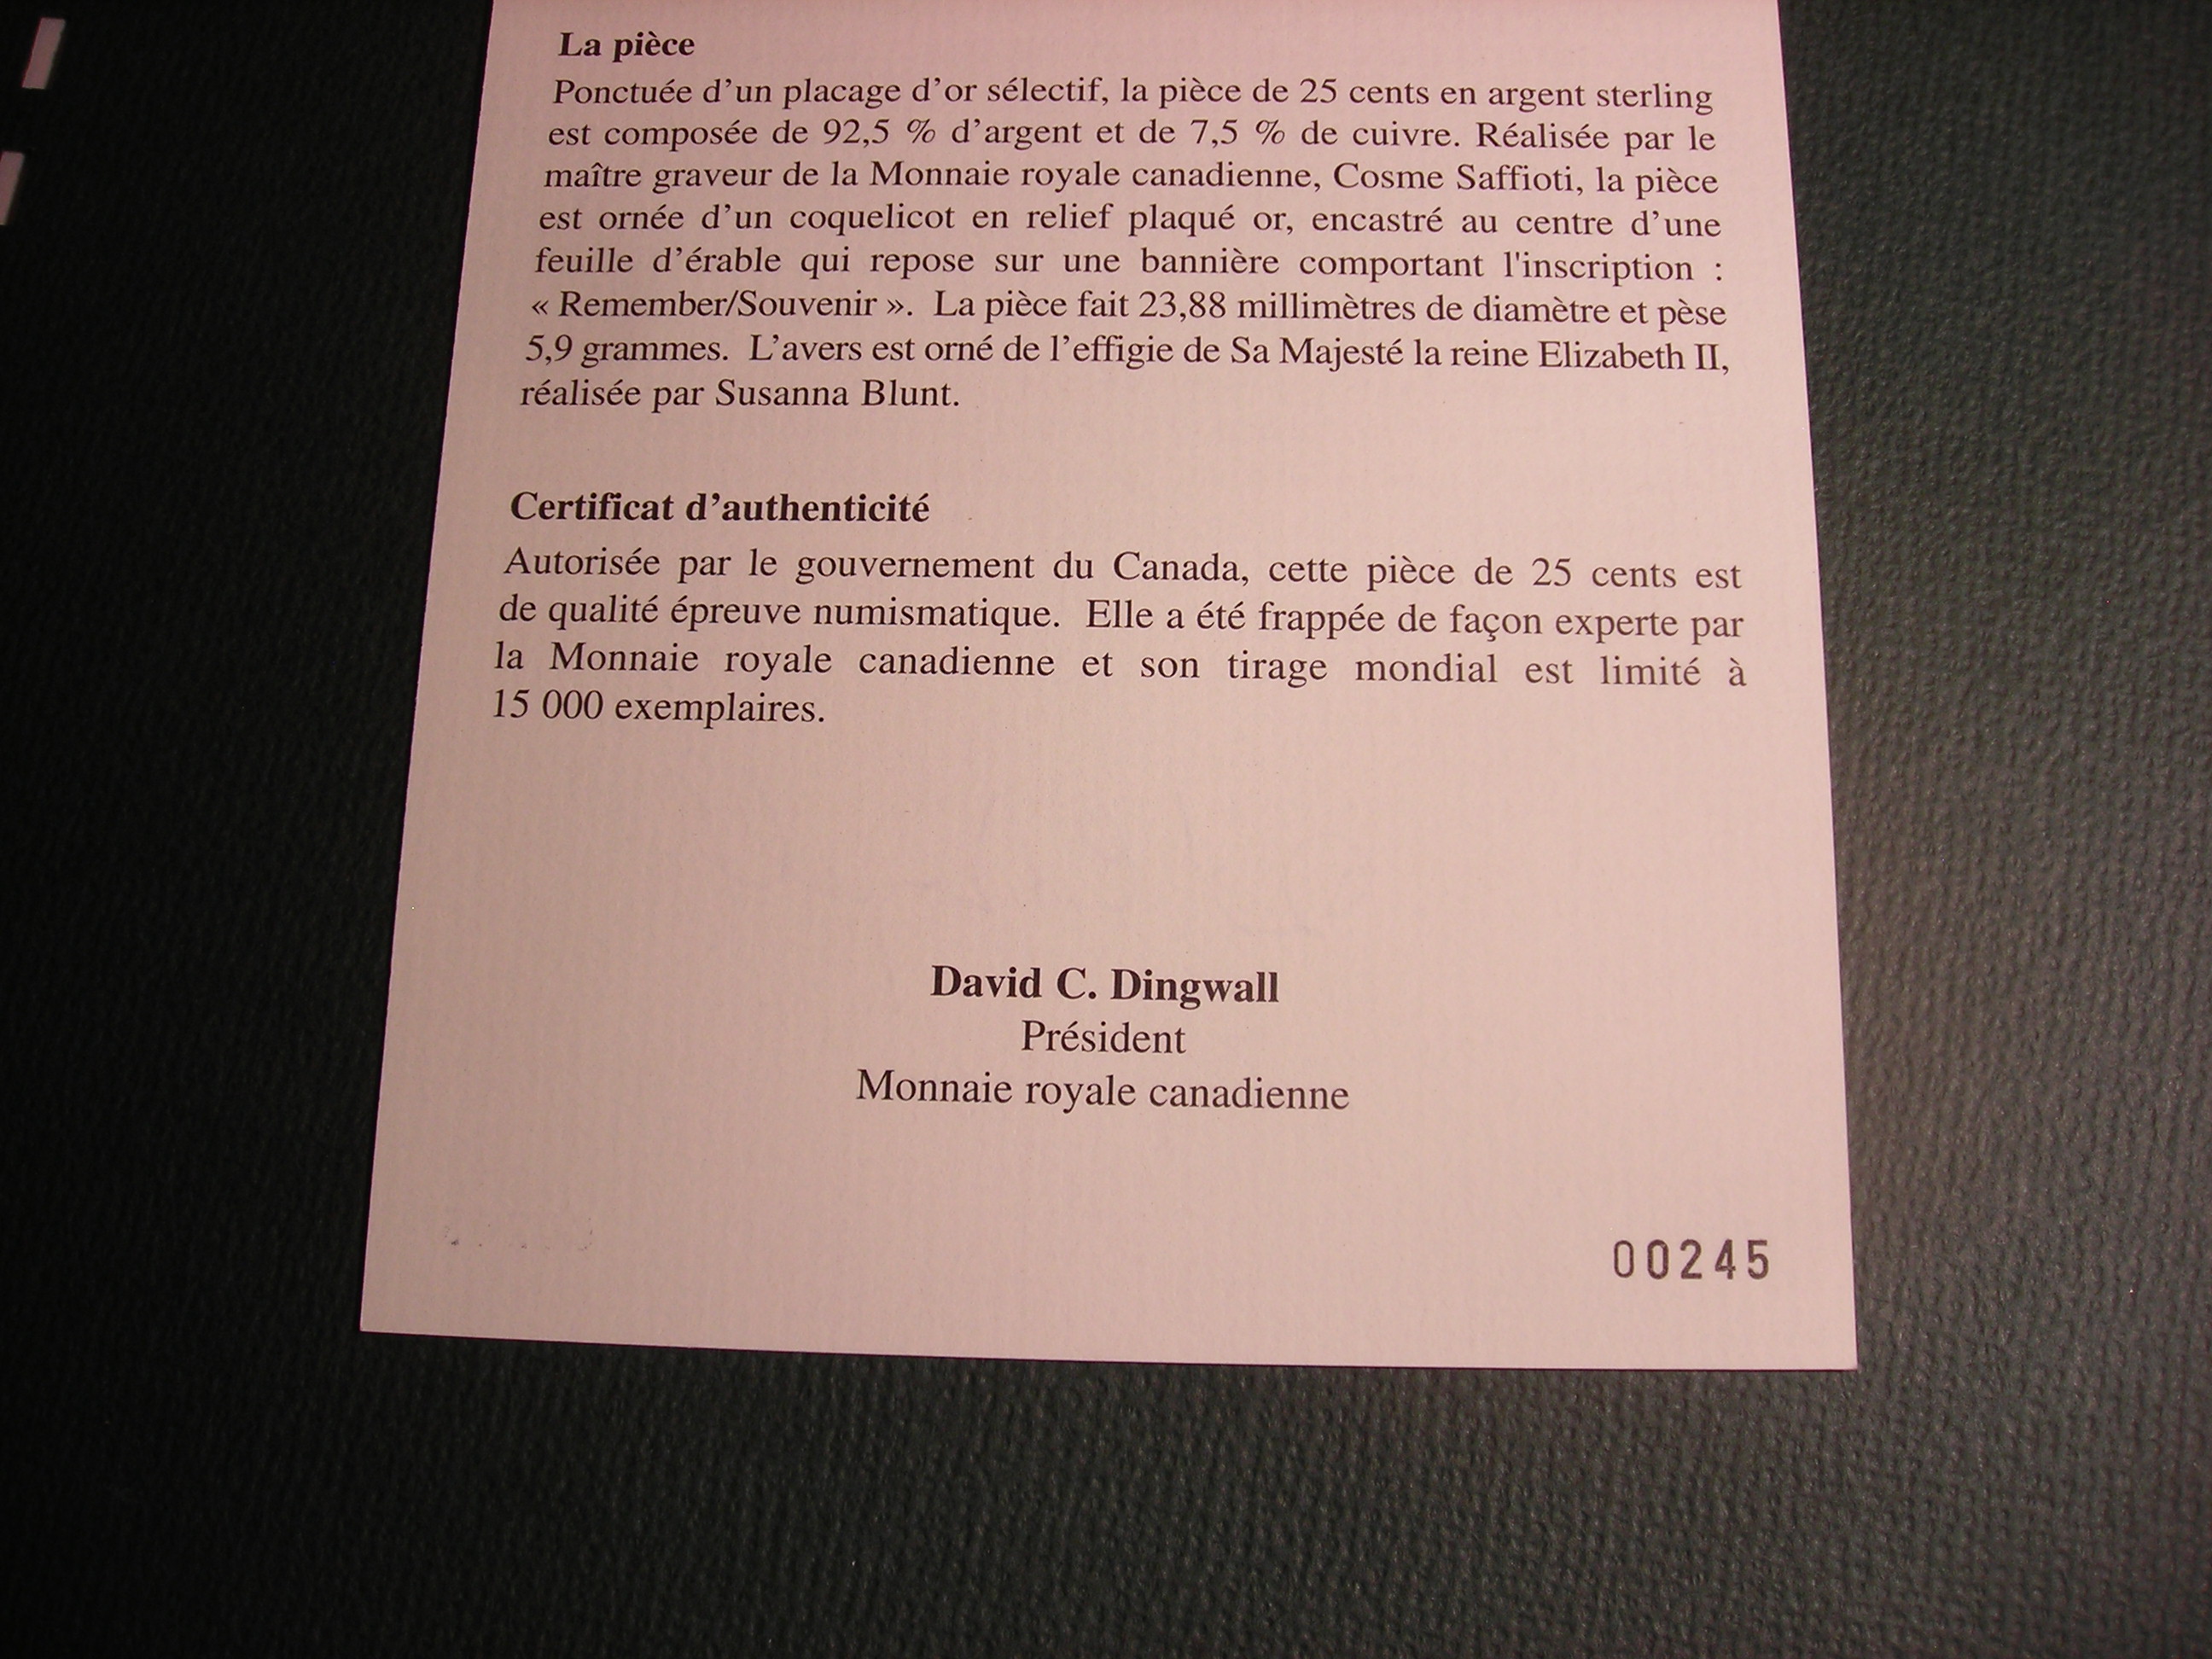 La pièce
Ponctuée d’un placage d’or sélectif, la pièce de 25 cents en argent sterling
est composée de 92,5 % d’argent et de 7,5 % de cuivre. Réalisée par le
maître graveur de la Monnaie royale canadienne, Cosme Saffioti, la pièce
est ornée d’un coquelicot en relief plaqué or, encastré au centre d’une
feuille d’érable qui repose sur une bannière comportant l'inscription :
« Remember/Souvenir ». La pièce fait 23,88 millimètres de diamètre et pèse
5,9 grammes. L’avers est orné de l’effigie de Sa Majesté la reine Elizabeth II,
réalisée par Susanna Blunt.
Certificat d’authenticité
Autorisée par le gouvernement du Canada, cette pièce de 25 cents est
de qualité épreuve numismatique. Elle a été frappée de façon experte par
la Monnaie royale canadienne et son tirage mondial est limité à
15 000 exemplaires.
David C. Dingwall
Président
Monnaie royale canadienne
00245